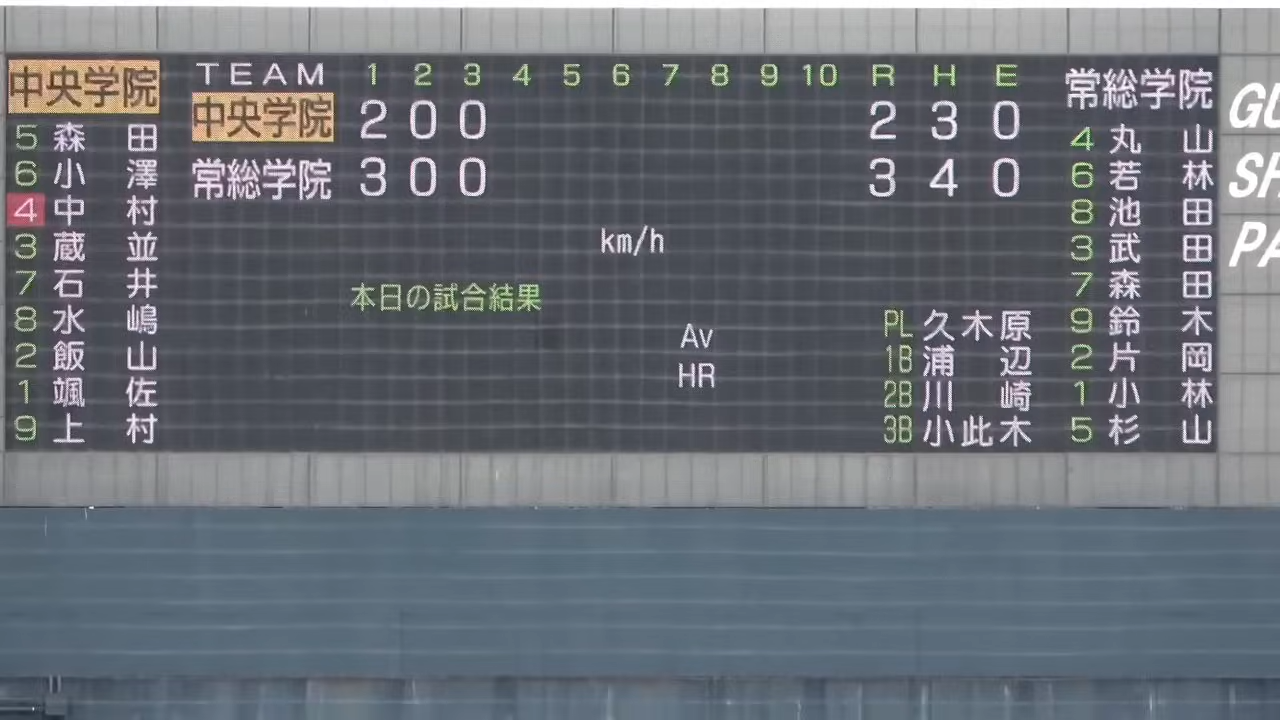 中央学院
5 森田
6 小澤
4 中村
3 蔵並
7 石井
8 水嶋
2 飯山
1 颯佐
9 上村
TEAM 1 2 3 4 5 6 7 8 9 10 R H E
中央学院 2 0 0 2 3 0
常総学院 3 0 0 3 4 0
km/h
本日の試合結果
Av
HR
PL 久木原
1B 浦辺
2B 川崎
3B 小此木
常総学院
4 丸山
6 若林
8 池田
3 武田
7 森田
9 鈴木
2 片岡
1 小林
5 杉山
GU
SH
PA